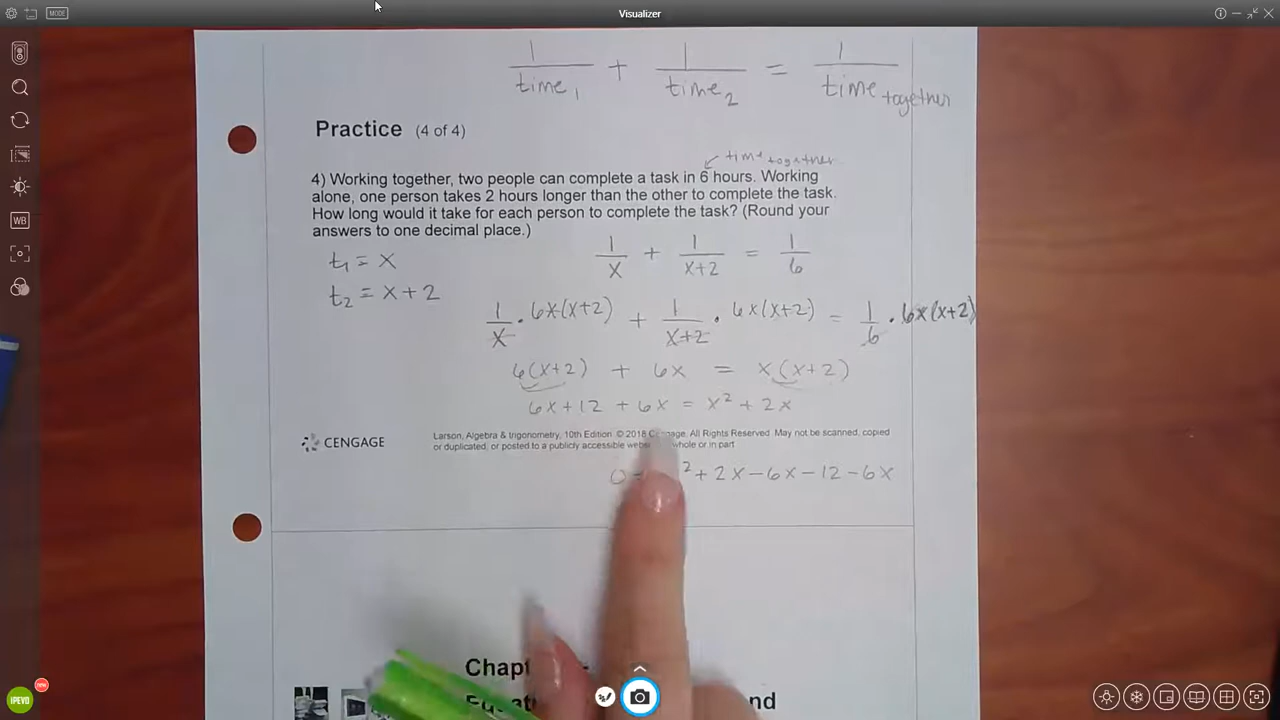 MODE
Visualizer
1/time₁ + 1/time₂ = 1/time together
Practice (4 of 4)
time together
4) Working together, two people can complete a task in 6 hours. Working
alone, one person takes 2 hours longer than the other to complete the task.
How long would it take for each person to complete the task? (Round your
answers to one decimal place.)
t₁ = x
1/x + 1/(x+2) = 1/6
t₂ = x + 2
1/x · 6x(x+2) + 1/(x+2) · 6x(x+2) = 1/6 · 6x(x+2)
6(x+2) + 6x = x(x+2)
6x + 12 + 6x = x² + 2x
CENGAGE
Larson, Algebra & trigonometry, 10th Edition. © 2018 Cengage. All Rights Reserved. May not be scanned, copied
or duplicated, or posted to a publicly accessible in whole or in part
0 ² + 2x − 6x − 12 − 6x
WB
IPEVO